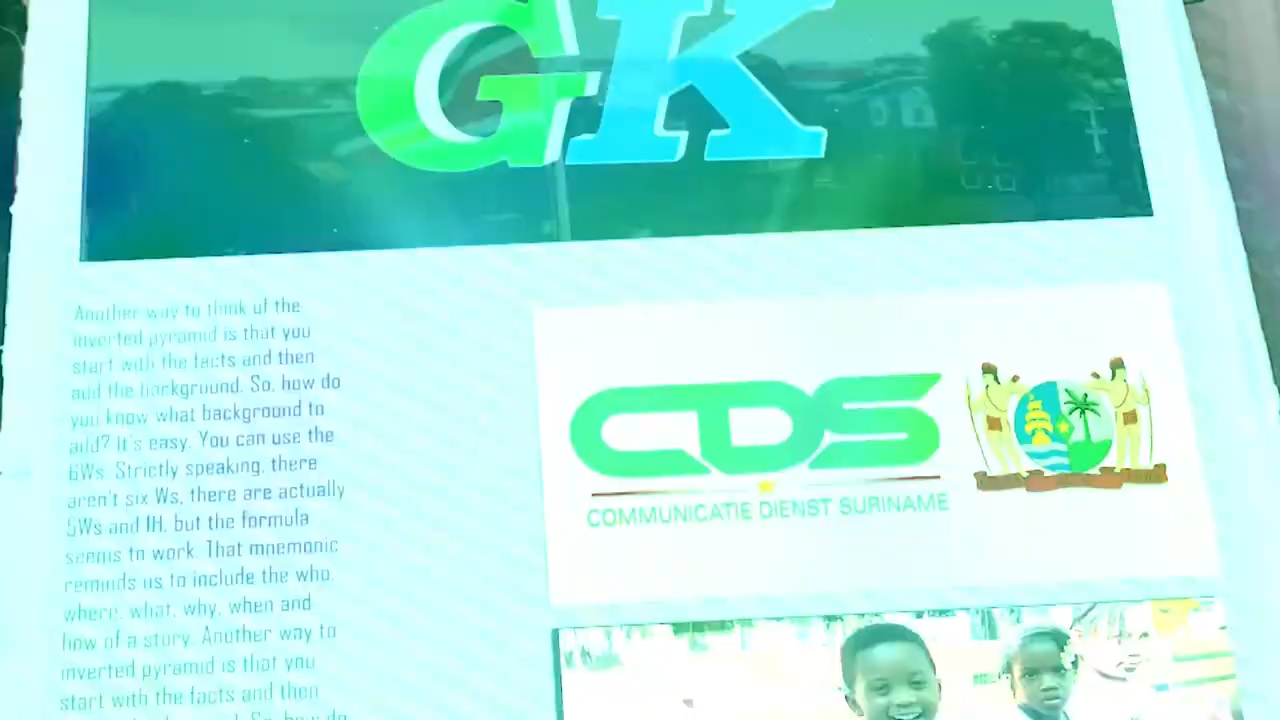 GK
Another way to think of the
inverted pyramid is that you
start with the facts and then
add the background. So, how do
you know what background to
add? It's easy. You can use the
6Ws. Strictly speaking, there
aren't six Ws, there are actually
5Ws and 1H, but the formula
seems to work. That mnemonic
reminds us to include the who,
where, what, why, when and
how of a story. Another way to
inverted pyramid is that you
start with the facts and then
So, how do
CDS
COMMUNICATIE DIENST SURINAME